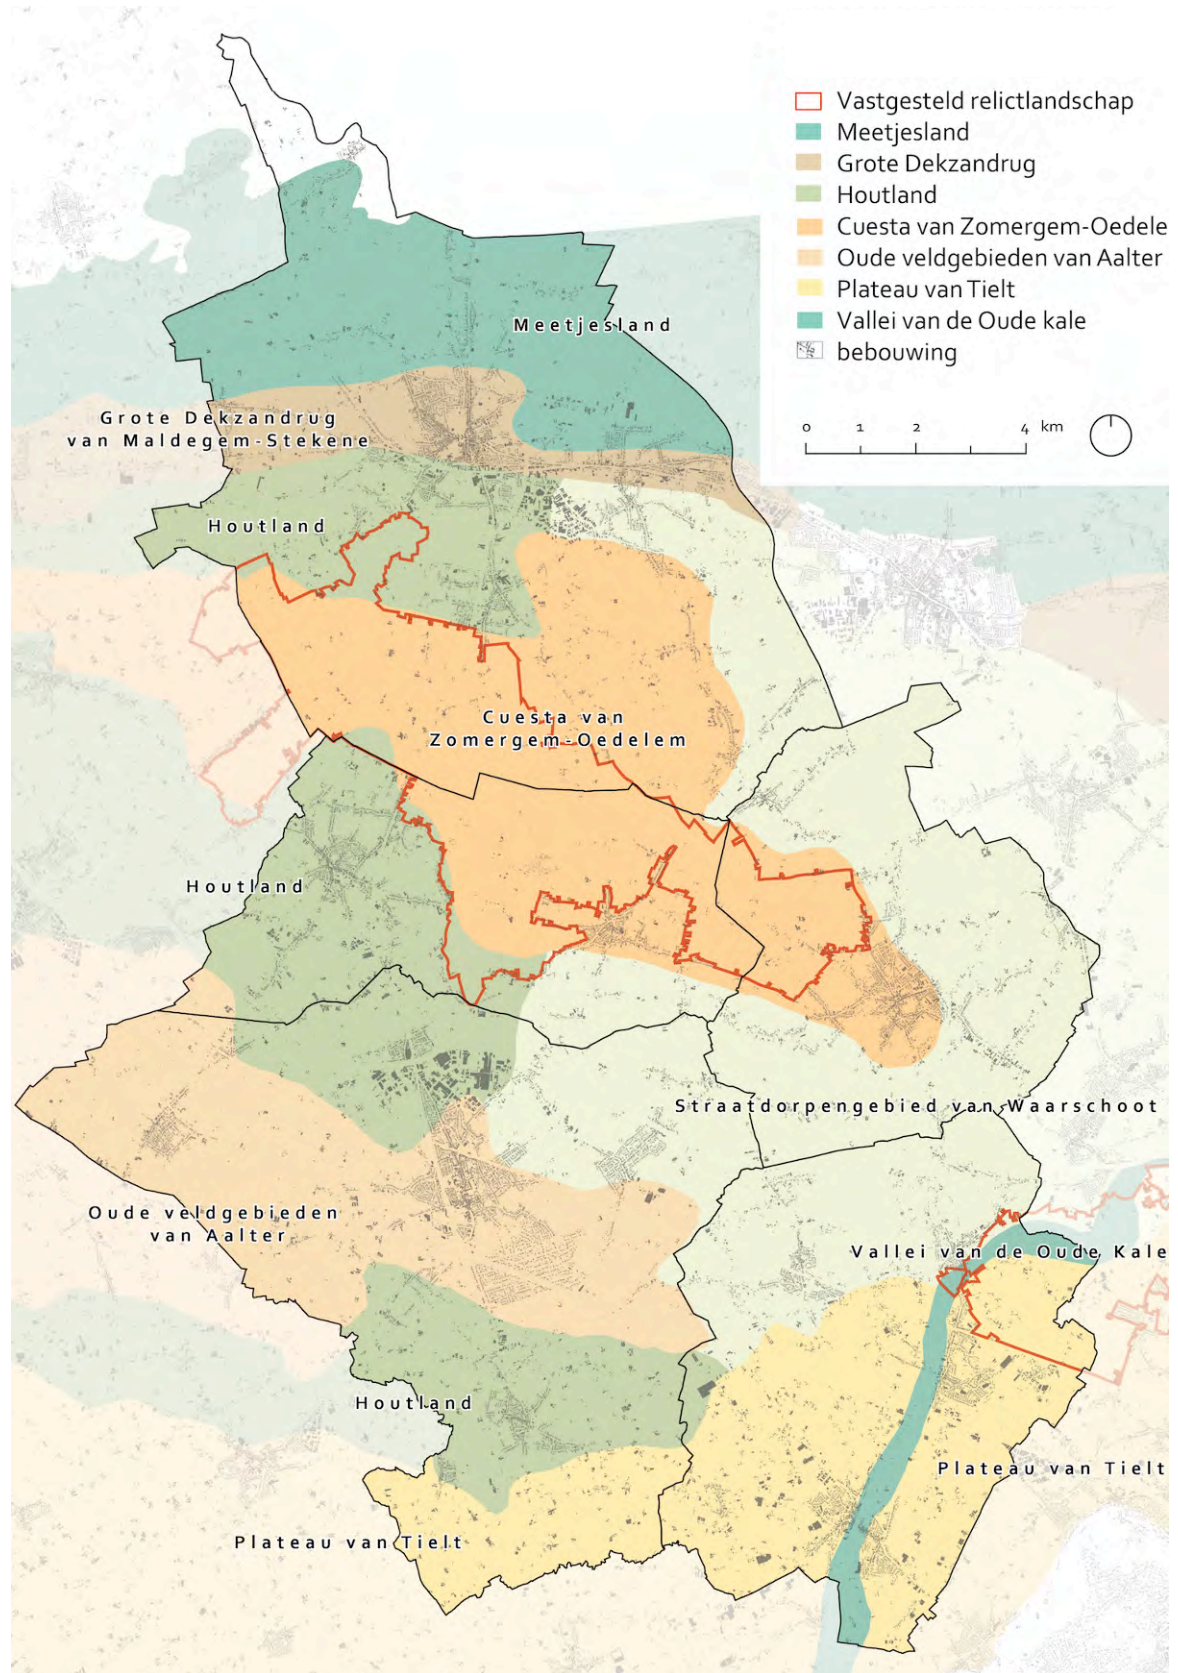 Vastgesteld relictlandschap
Meetjesland
Grote Dekzandrug
Houtland
Cuesta van Zomergem-Oedele
Oude veldgebieden van Aalter
Plateau van Tielt
Vallei van de Oude kale
bebouwing
0 1 2 4 km
Meetjesland
Grote Dekzandrug
van Maldegem-Stekene
Houtland
Cuesta van
Zomergem-Oedelem
Houtland
Straatdorpengebied van Waarschoot
Oude veldgebieden
van Aalter
Vallei van de Oude Kale
Houtland
Plateau van Tielt
Plateau van Tielt